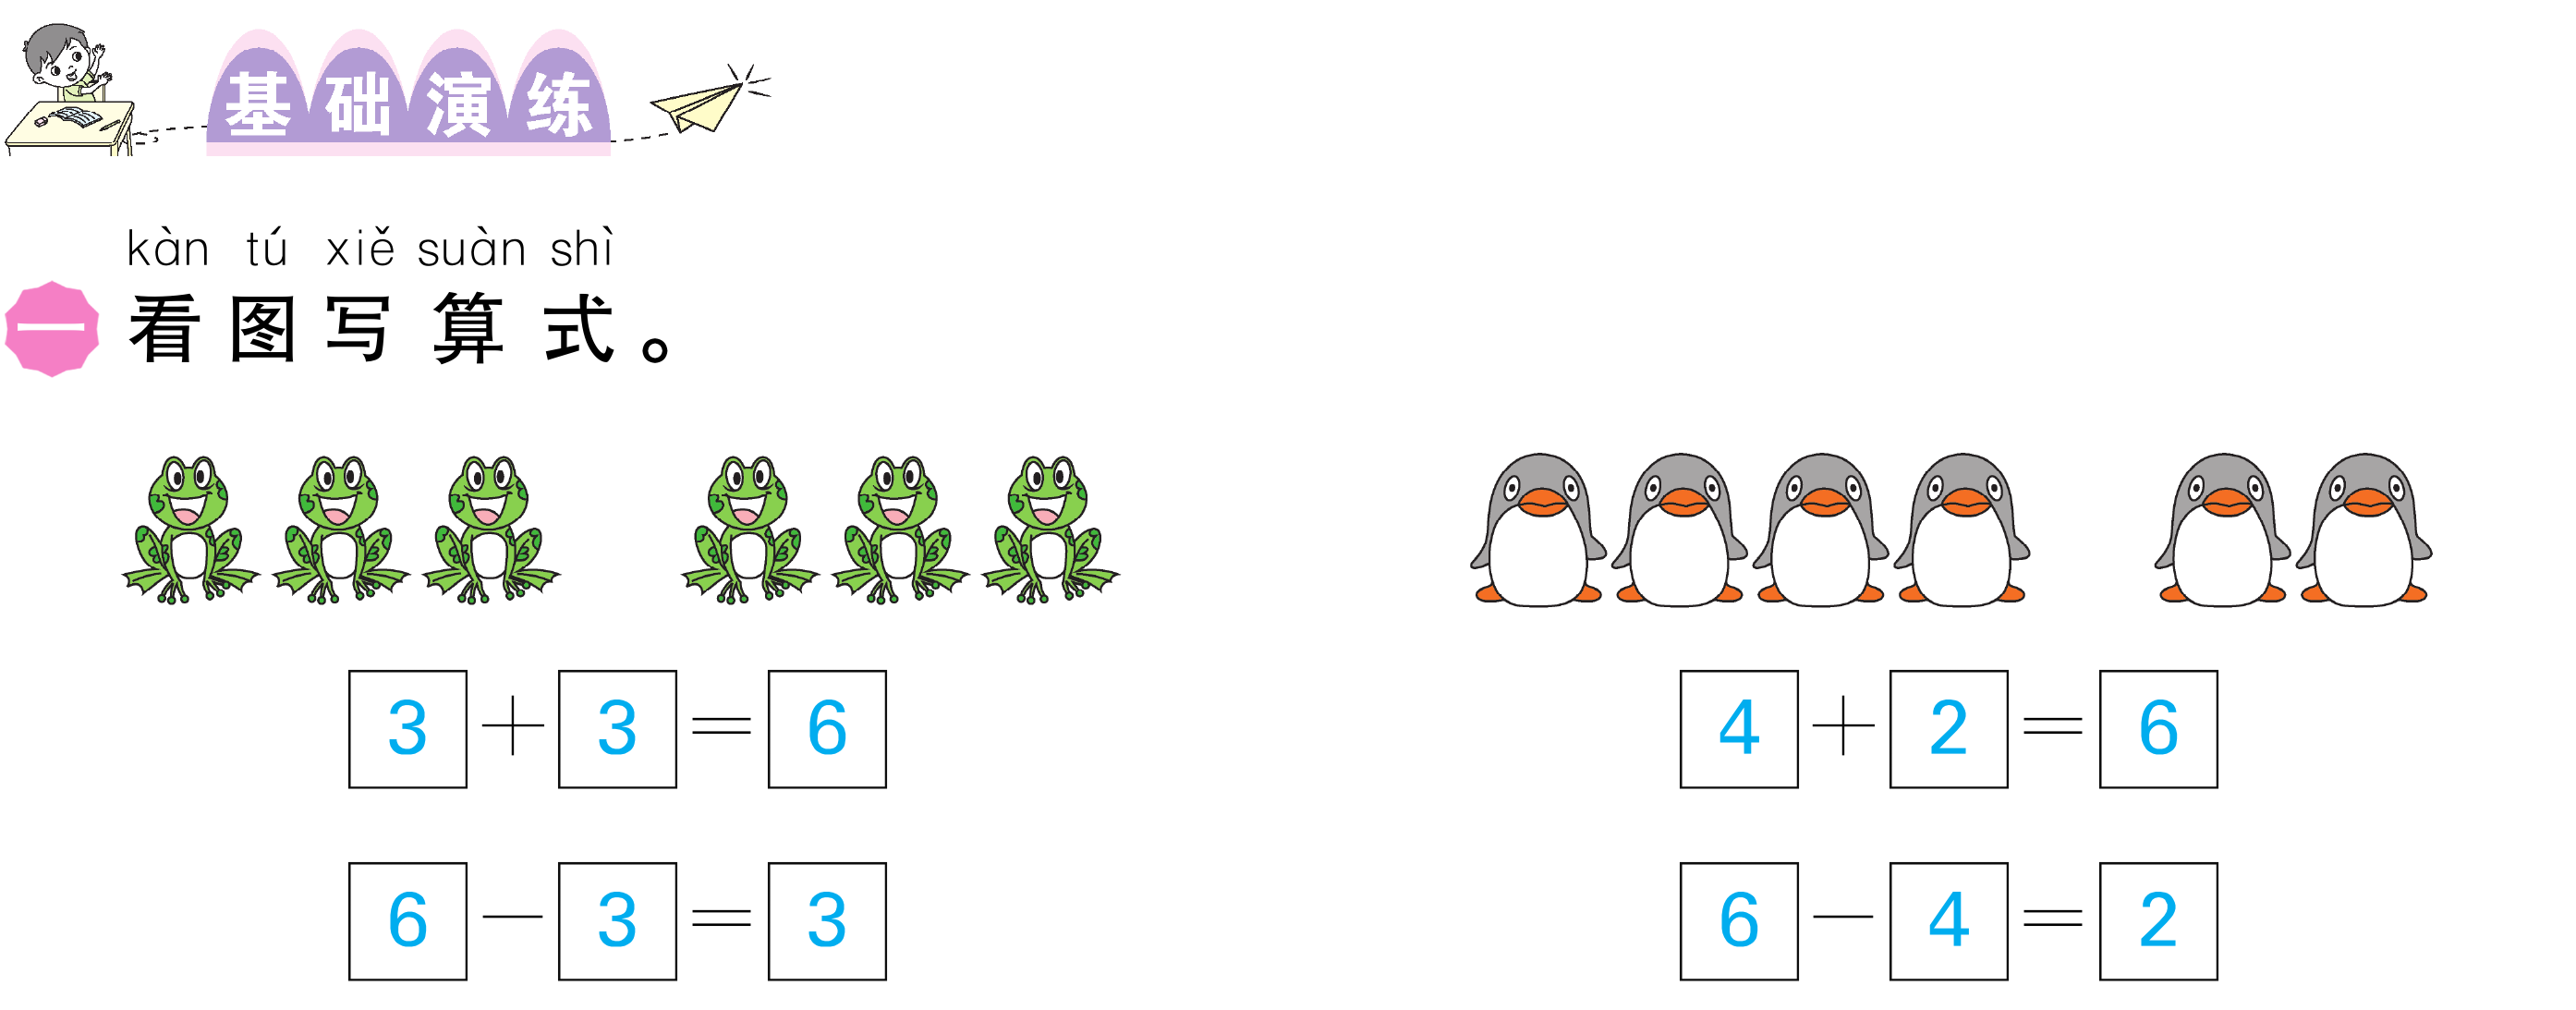 基础演练
kàn tú xiě suàn shì
一 看图写算式。
3 + 3 = 6
4 + 2 = 6
6 － 3 = 3
6 － 4 = 2